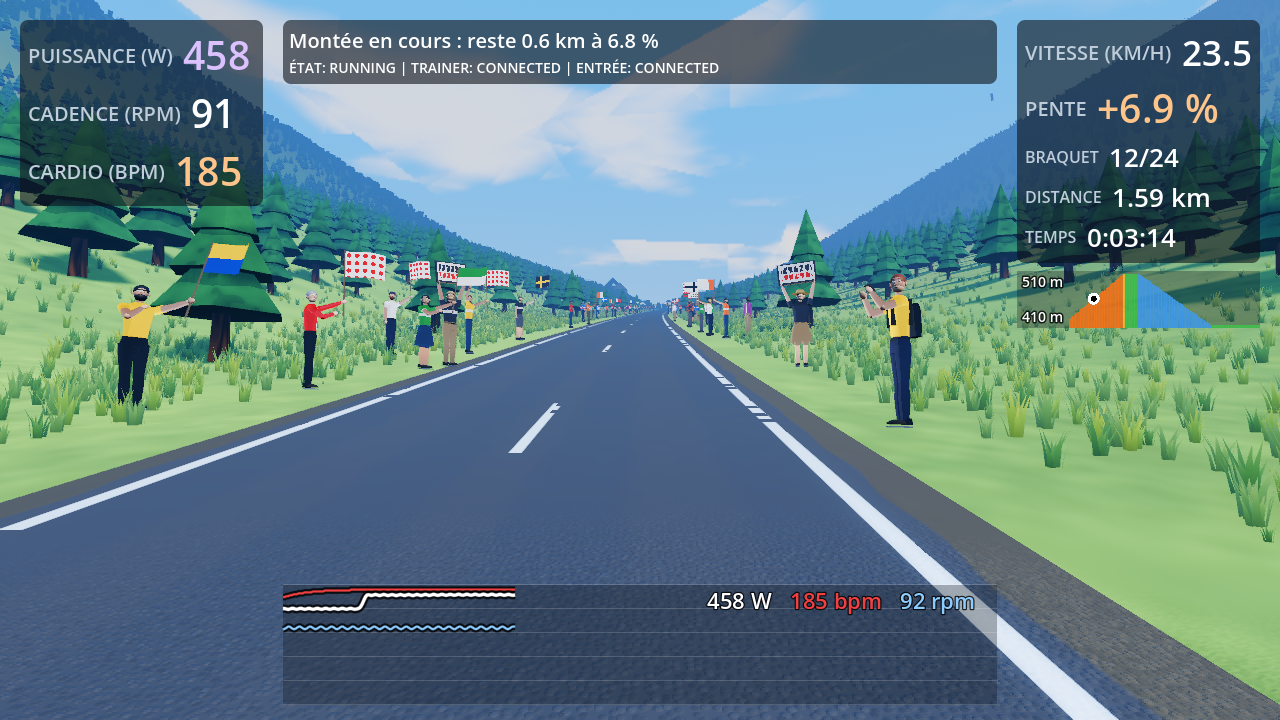 PUISSANCE (W) 458
CADENCE (RPM) 91
CARDIO (BPM) 185
Montée en cours : reste 0.6 km à 6.8 %
ÉTAT: RUNNING | TRAINER: CONNECTED | ENTRÉE: CONNECTED
VITESSE (KM/H) 23.5
PENTE +6.9 %
BRAQUET 12/24
DISTANCE 1.59 km
TEMPS 0:03:14
510 m
410 m
458 W 185 bpm 92 rpm